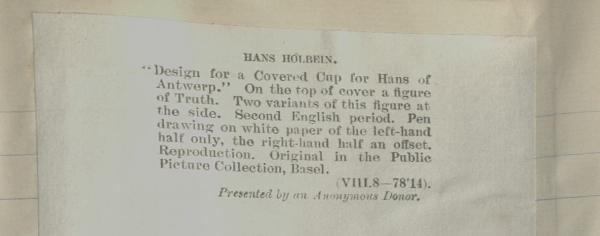 HANS HOLBEIN.
"Design for a Covered Cup for Hans of
Antwerp." On the top of cover a figure
of Truth. Two variants of this figure at
the side. Second English period. Pen
drawing on white paper of the left-hand
half only, the right-hand half an offset.
Reproduction. Original in the Public
Picture Collection, Basel.
(VIII.8—78'14).
Presented by an Anonymous Donor.